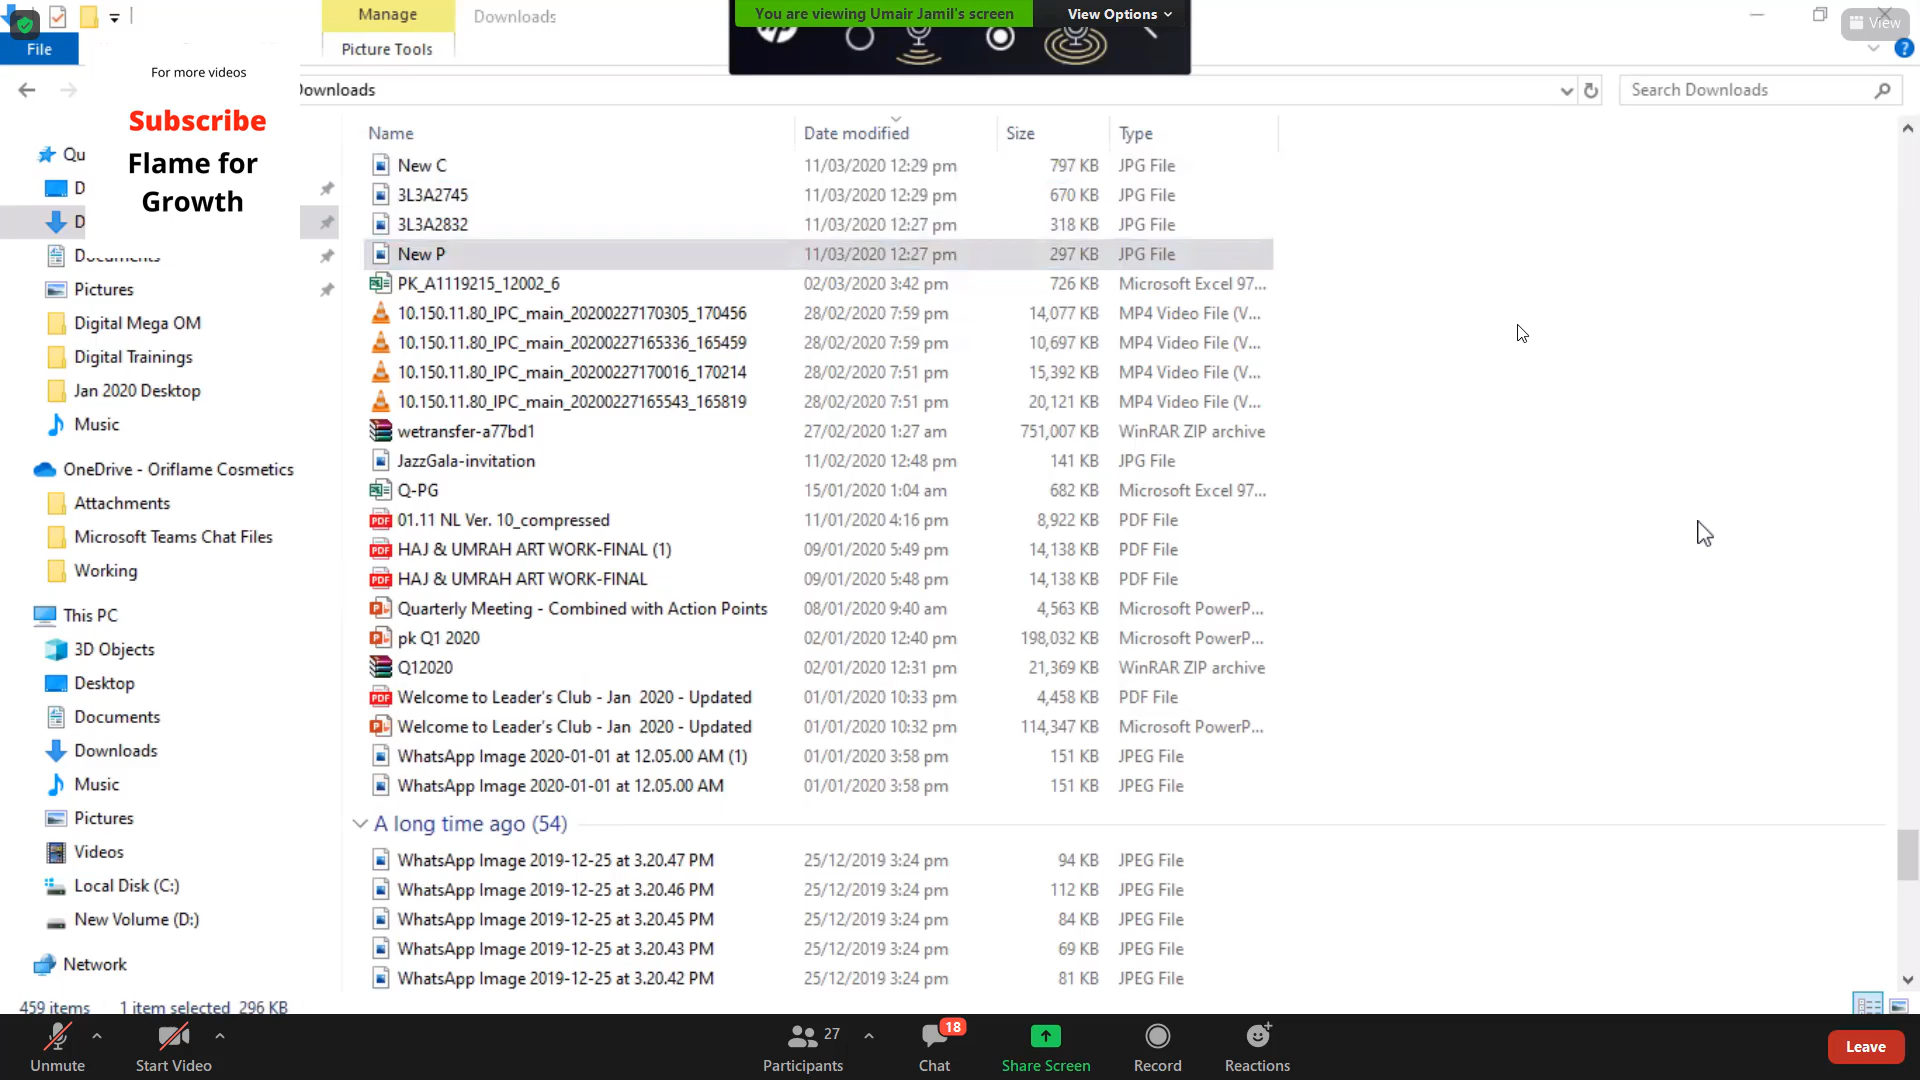 Manage
Downloads
You are viewing Umair Jamil's screen
View Options
View
File
Picture Tools
For more videos
Subscribe
Flame for
Growth
Downloads
Search Downloads
Name
Date modified
Size
Type
New C
11/03/2020 12:29 pm
797 KB
JPG File
3L3A2745
11/03/2020 12:29 pm
670 KB
JPG File
3L3A2832
11/03/2020 12:27 pm
318 KB
JPG File
New P
11/03/2020 12:27 pm
297 KB
JPG File
PK_A1119215_12002_6
02/03/2020 3:42 pm
726 KB
Microsoft Excel 97...
10.150.11.80_IPC_main_20200227170305_170456
28/02/2020 7:59 pm
14,077 KB
MP4 Video File (V...
10.150.11.80_IPC_main_20200227165336_165459
28/02/2020 7:59 pm
10,697 KB
MP4 Video File (V...
10.150.11.80_IPC_main_20200227170016_170214
28/02/2020 7:51 pm
15,392 KB
MP4 Video File (V...
10.150.11.80_IPC_main_20200227165543_165819
28/02/2020 7:51 pm
20,121 KB
MP4 Video File (V...
wetransfer-a77bd1
27/02/2020 1:27 am
751,007 KB
WinRAR ZIP archive
JazzGala-invitation
11/02/2020 12:48 pm
141 KB
JPG File
Q-PG
15/01/2020 1:04 am
682 KB
Microsoft Excel 97...
01.11 NL Ver. 10_compressed
11/01/2020 4:16 pm
8,922 KB
PDF File
HAJ & UMRAH ART WORK-FINAL (1)
09/01/2020 5:49 pm
14,138 KB
PDF File
HAJ & UMRAH ART WORK-FINAL
09/01/2020 5:48 pm
14,138 KB
PDF File
Quarterly Meeting - Combined with Action Points
08/01/2020 9:40 am
4,563 KB
Microsoft PowerP...
pk Q1 2020
02/01/2020 12:40 pm
198,032 KB
Microsoft PowerP...
Q12020
02/01/2020 12:31 pm
21,369 KB
WinRAR ZIP archive
Welcome to Leader's Club - Jan 2020 - Updated
01/01/2020 10:33 pm
4,458 KB
PDF File
Welcome to Leader's Club - Jan 2020 - Updated
01/01/2020 10:32 pm
114,347 KB
Microsoft PowerP...
WhatsApp Image 2020-01-01 at 12.05.00 AM (1)
01/01/2020 3:58 pm
151 KB
JPEG File
WhatsApp Image 2020-01-01 at 12.05.00 AM
01/01/2020 3:58 pm
151 KB
JPEG File
A long time ago (54)
WhatsApp Image 2019-12-25 at 3.20.47 PM
25/12/2019 3:24 pm
94 KB
JPEG File
WhatsApp Image 2019-12-25 at 3.20.46 PM
25/12/2019 3:24 pm
112 KB
JPEG File
WhatsApp Image 2019-12-25 at 3.20.45 PM
25/12/2019 3:24 pm
84 KB
JPEG File
WhatsApp Image 2019-12-25 at 3.20.43 PM
25/12/2019 3:24 pm
69 KB
JPEG File
WhatsApp Image 2019-12-25 at 3.20.42 PM
25/12/2019 3:24 pm
81 KB
JPEG File
Qu
D
D
Documents
Pictures
Digital Mega OM
Digital Trainings
Jan 2020 Desktop
Music
OneDrive - Oriflame Cosmetics
Attachments
Microsoft Teams Chat Files
Working
This PC
3D Objects
Desktop
Documents
Downloads
Music
Pictures
Videos
Local Disk (C:)
New Volume (D:)
Network
459 items
1 item selected 296 KB
Unmute
Start Video
27
Participants
18
Chat
Share Screen
Record
Reactions
Leave